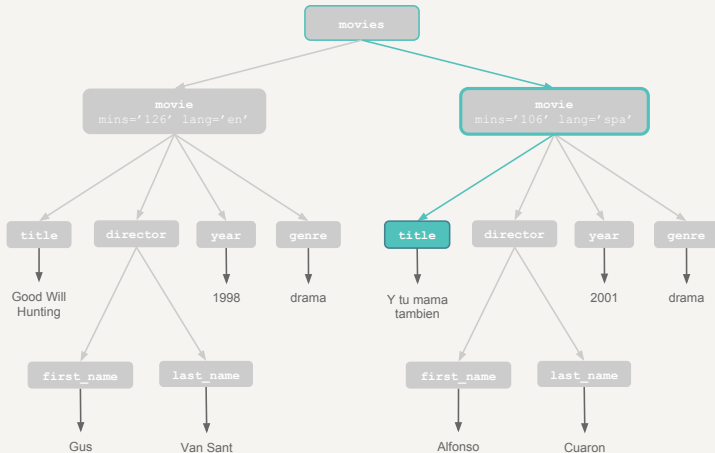 movies
movie
mins='126' lang='en'
movie
mins='106' lang='spa'
title
director
year
genre
title
director
year
genre
Good Will
Hunting
1998
drama
Y tu mama
tambien
2001
drama
first_name
last_name
first_name
last_name
Gus
Van Sant
Alfonso
Cuaron